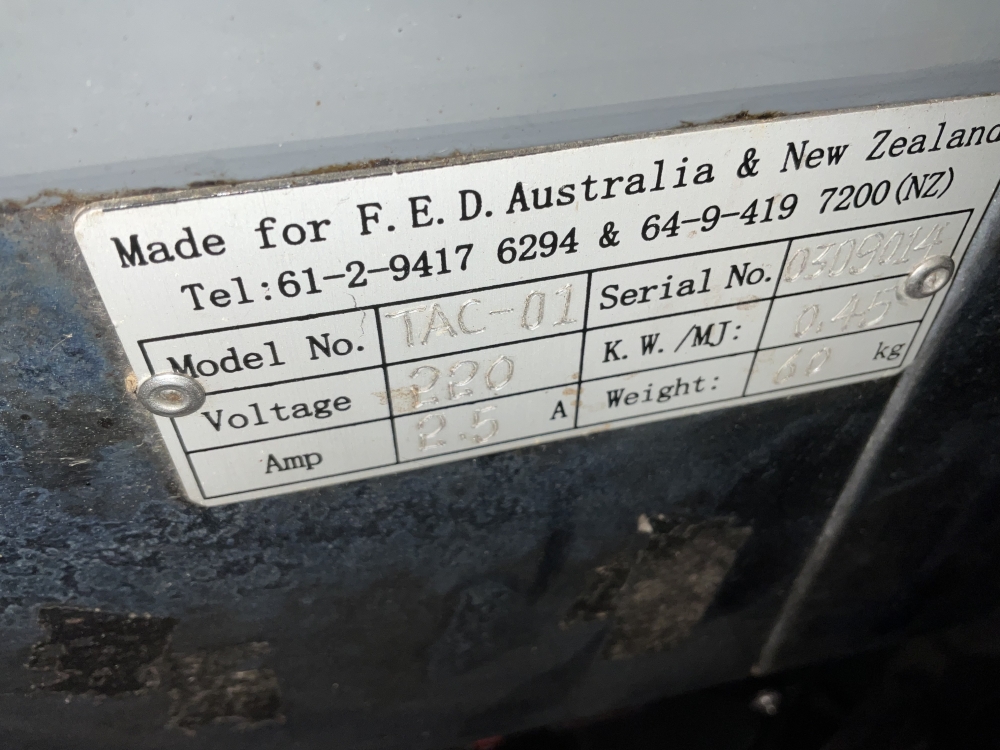 Made for F.E.D. Australia & New Zealand
Tel:61-2-9417 6294 & 64-9-419 7200(NZ)
Model No. TAC-01 Serial No. 0309014
Voltage 220 K.W./MJ: 0.45
Amp 2.5 A Weight: 60 kg